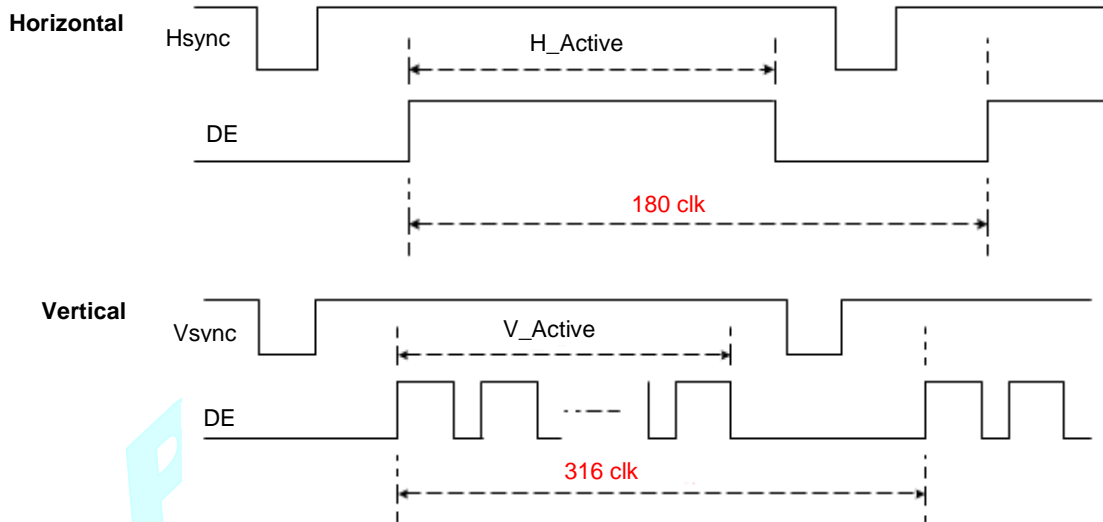 Horizontal
Hsync
H_Active
DE
180 clk
Vertical
Vsync
V_Active
DE
316 clk
P